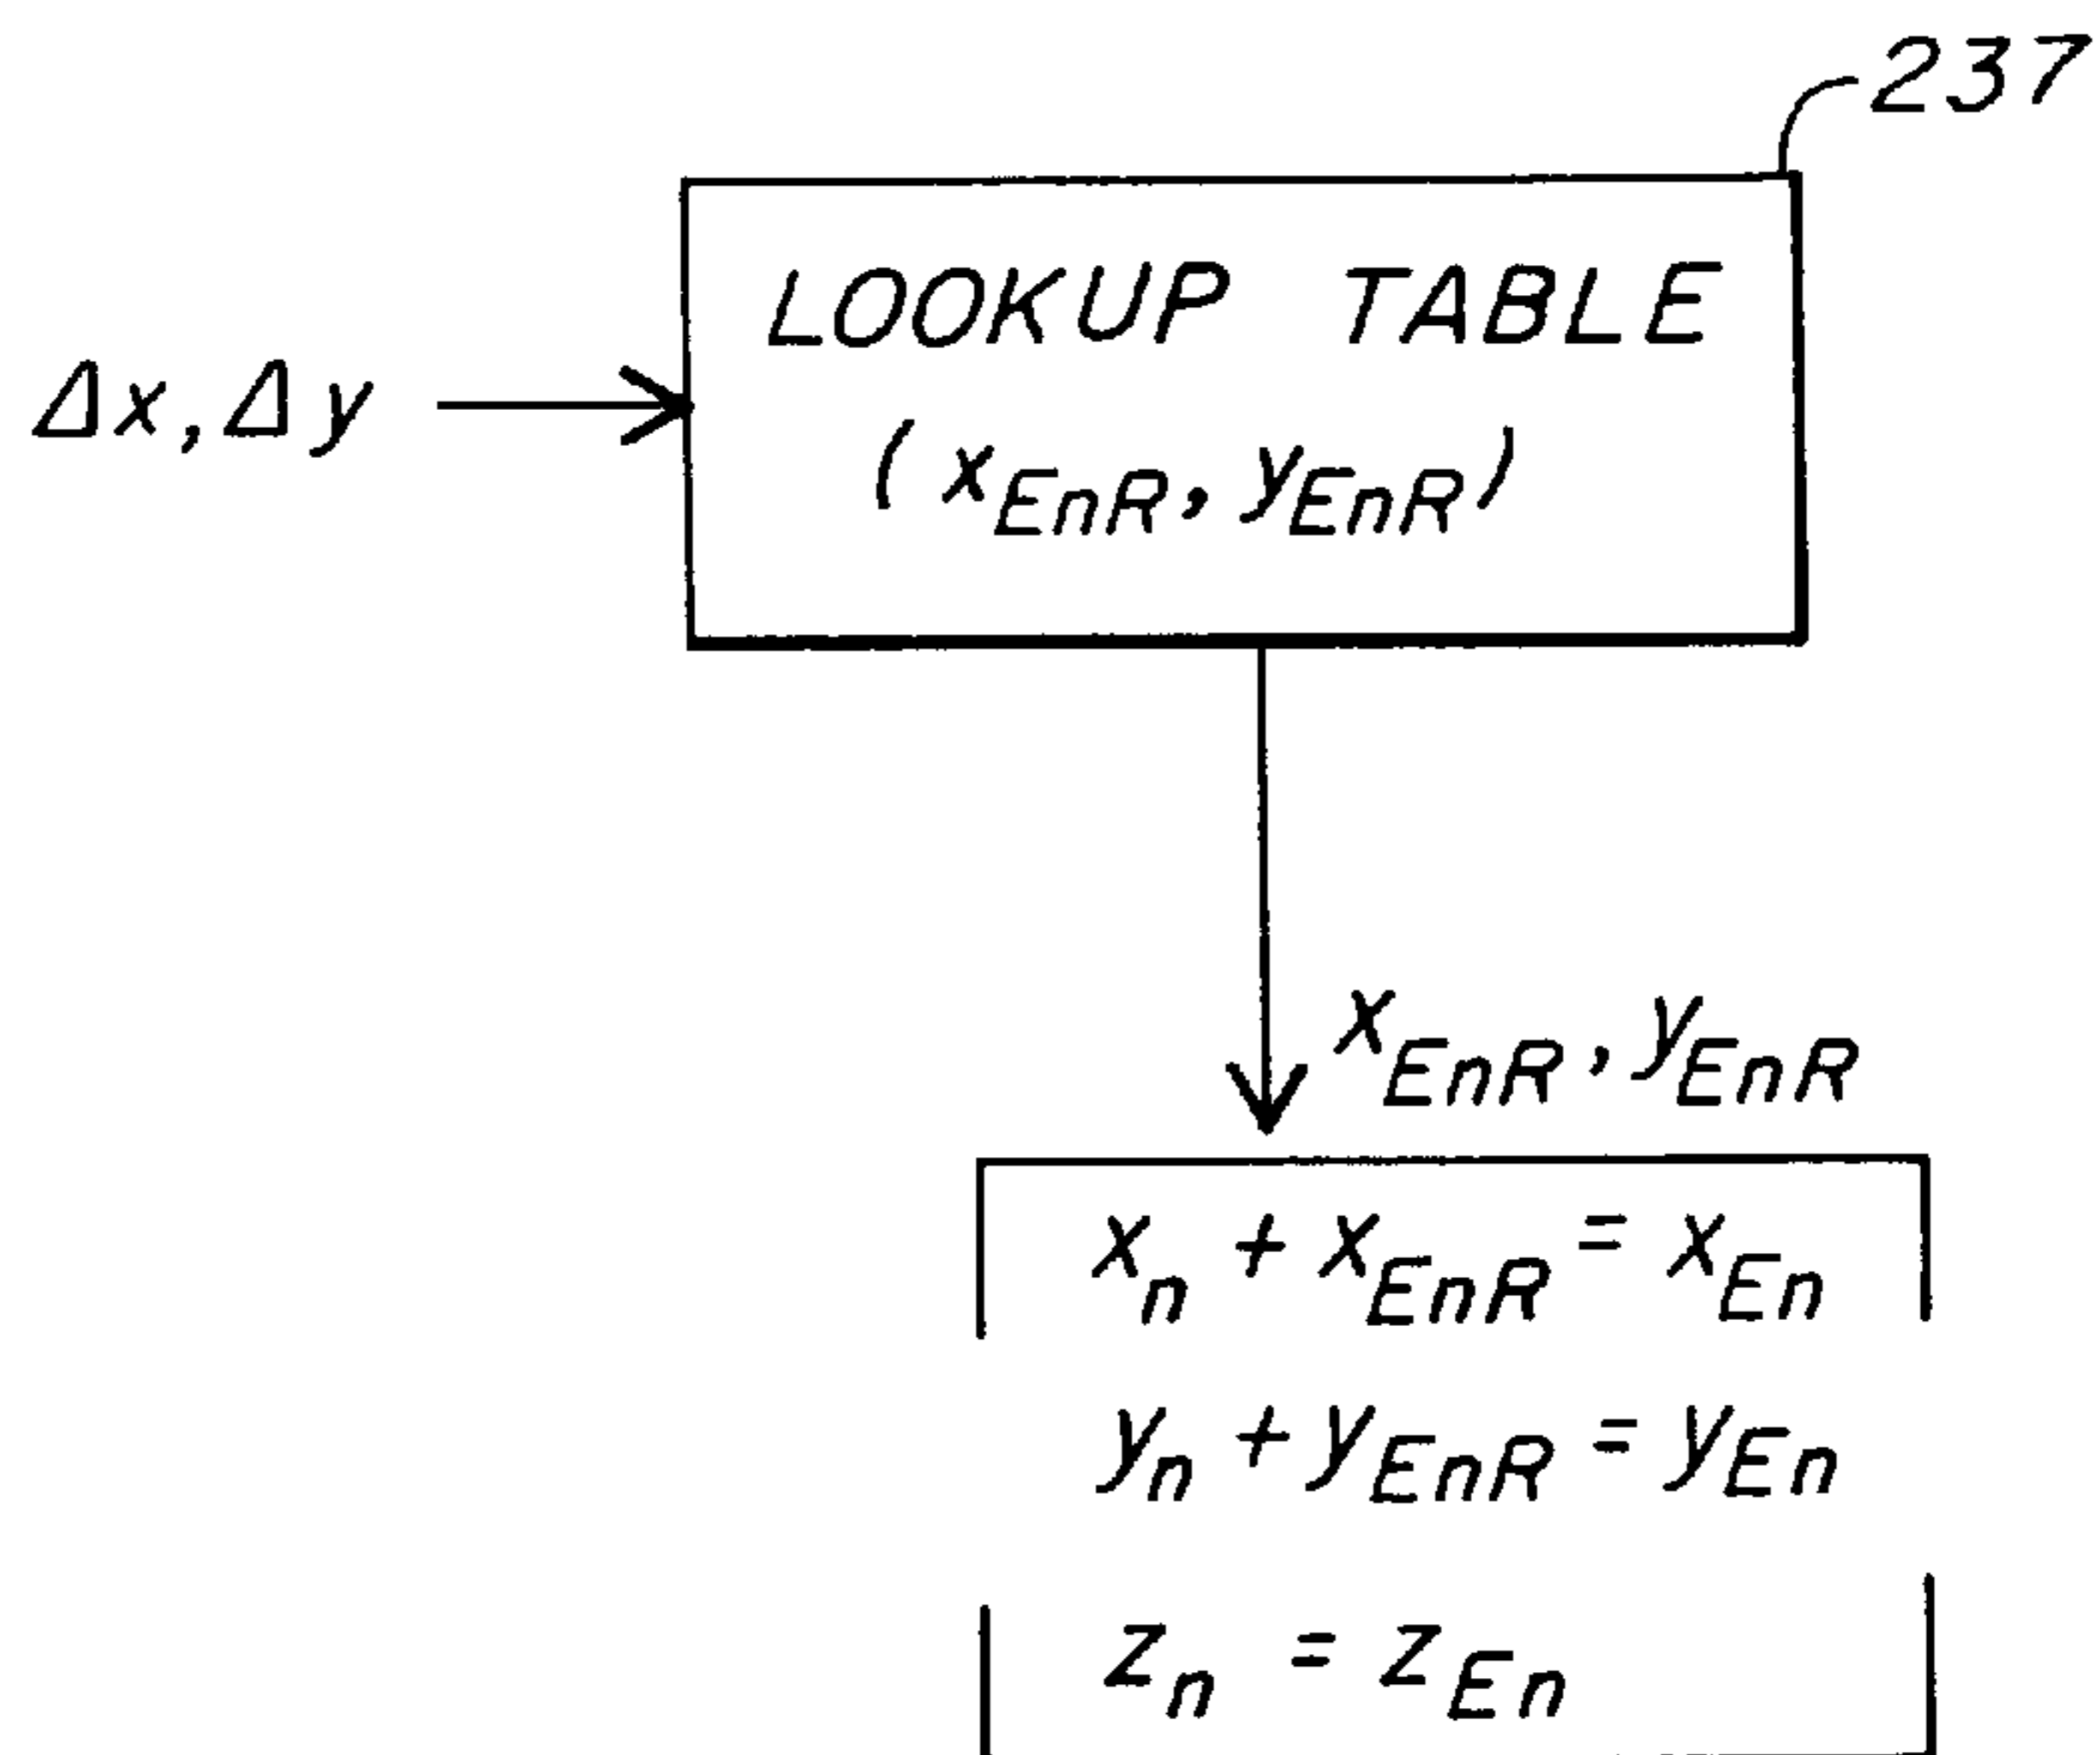 237
LOOKUP TABLE
Δx, Δy
(x_EnR, y_EnR)
x_EnR, y_EnR
x_n + x_EnR = x_En
y_n + y_EnR = y_En
z_n = z_En